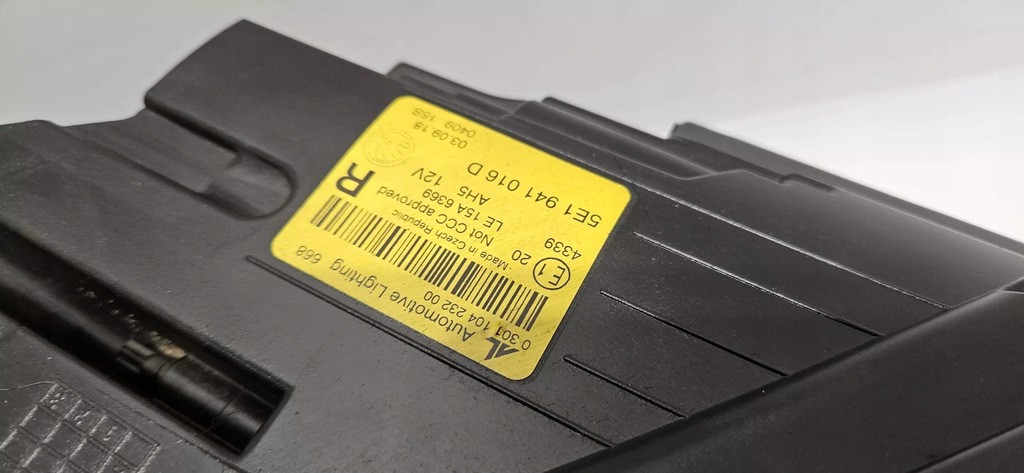 AL Automotive Lighting 668
0 301 104 232 00
Made in Czech Republic
E1 20 Not CCC approved R
4339 LE 15A 6369
AH5 12V
5E1 941 016 D
03.09.18
0409 15S